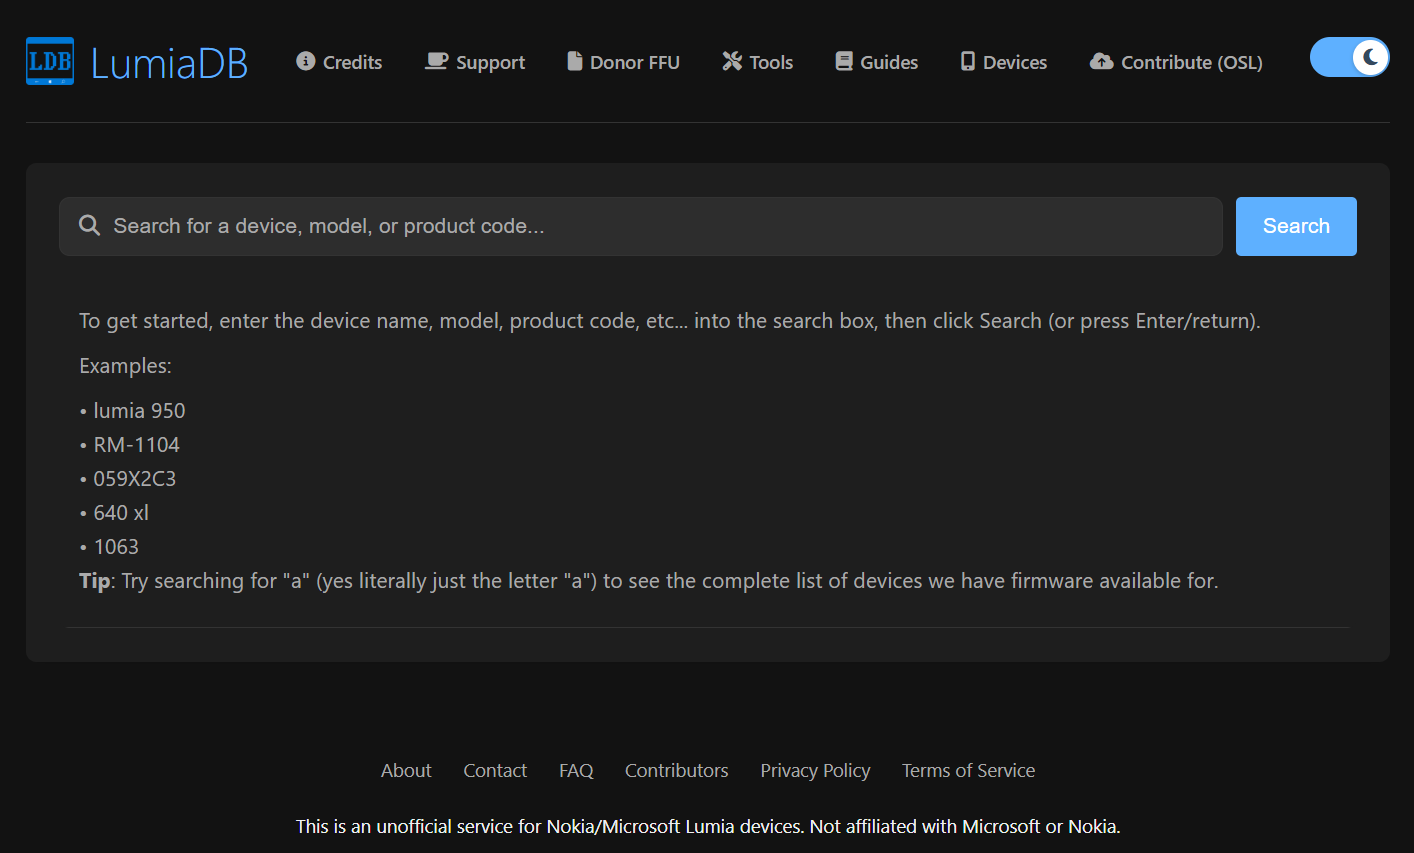 LDB LumiaDB Credits Support Donor FFU Tools Guides Devices Contribute (OSL)
Search for a device, model, or product code... Search
To get started, enter the device name, model, product code, etc... into the search box, then click Search (or press Enter/return).
Examples:
• lumia 950
• RM-1104
• 059X2C3
• 640 xl
• 1063
Tip: Try searching for "a" (yes literally just the letter "a") to see the complete list of devices we have firmware available for.
About Contact FAQ Contributors Privacy Policy Terms of Service
This is an unofficial service for Nokia/Microsoft Lumia devices. Not affiliated with Microsoft or Nokia.